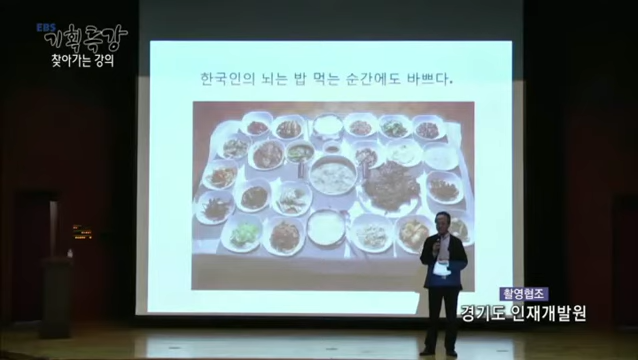 EBS
기획특강
찾아가는 강의
한국인의 뇌는 밥 먹는 순간에도 바쁘다.
촬영협조
경기도 인재개발원